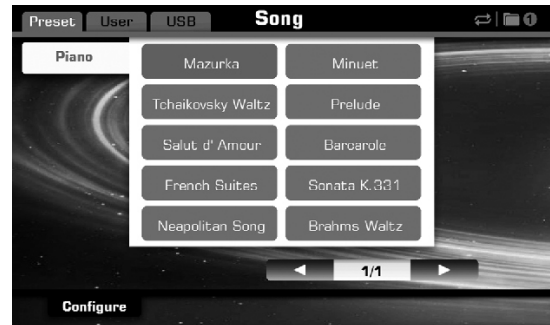 Preset User USB Song 1
Piano
Mazurka Minuet
Tchaikovsky Waltz Prelude
Salut d' Amour Barcarole
French Suites Sonata K.331
Neapolitan Song Brahms Waltz
1/1
Configure